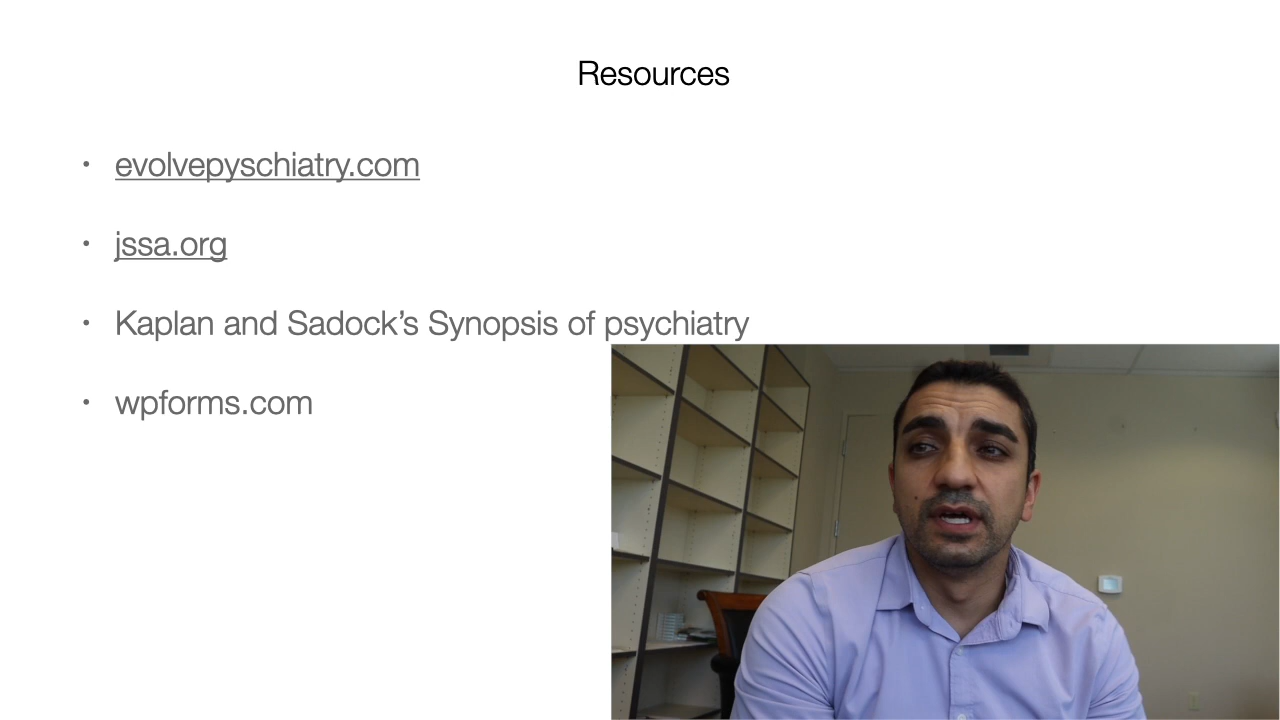 Resources
• evolvepyschiatry.com
• jssa.org
• Kaplan and Sadock’s Synopsis of psychiatry
• wpforms.com